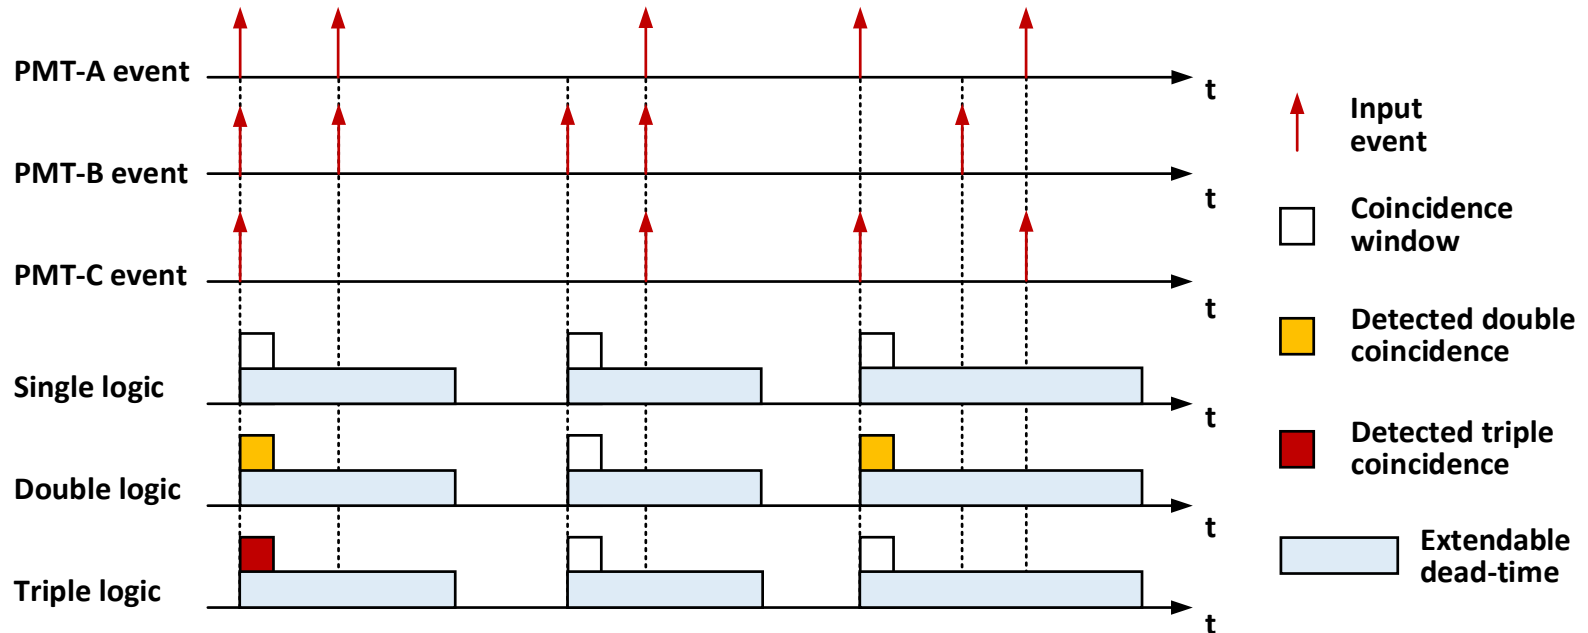 PMT-A event
t
PMT-B event
t
PMT-C event
t
Single logic
t
Double logic
t
Triple logic
t
Input
event
Coincidence
window
Detected double
coincidence
Detected triple
coincidence
Extendable
dead-time